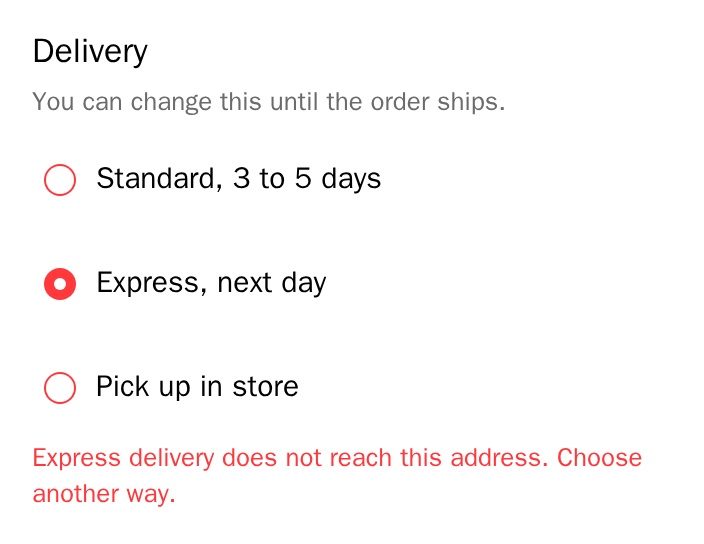 Delivery
You can change this until the order ships.
Standard, 3 to 5 days
Express, next day
Pick up in store
Express delivery does not reach this address. Choose
another way.